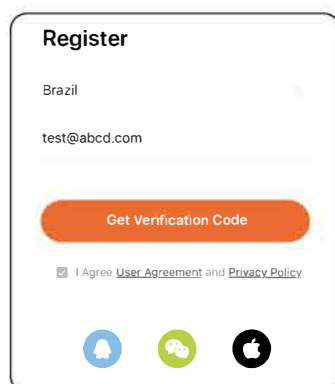 Register
Brazil
test@abcd.com
Get Verification Code
I Agree User Agreement and Privacy Policy